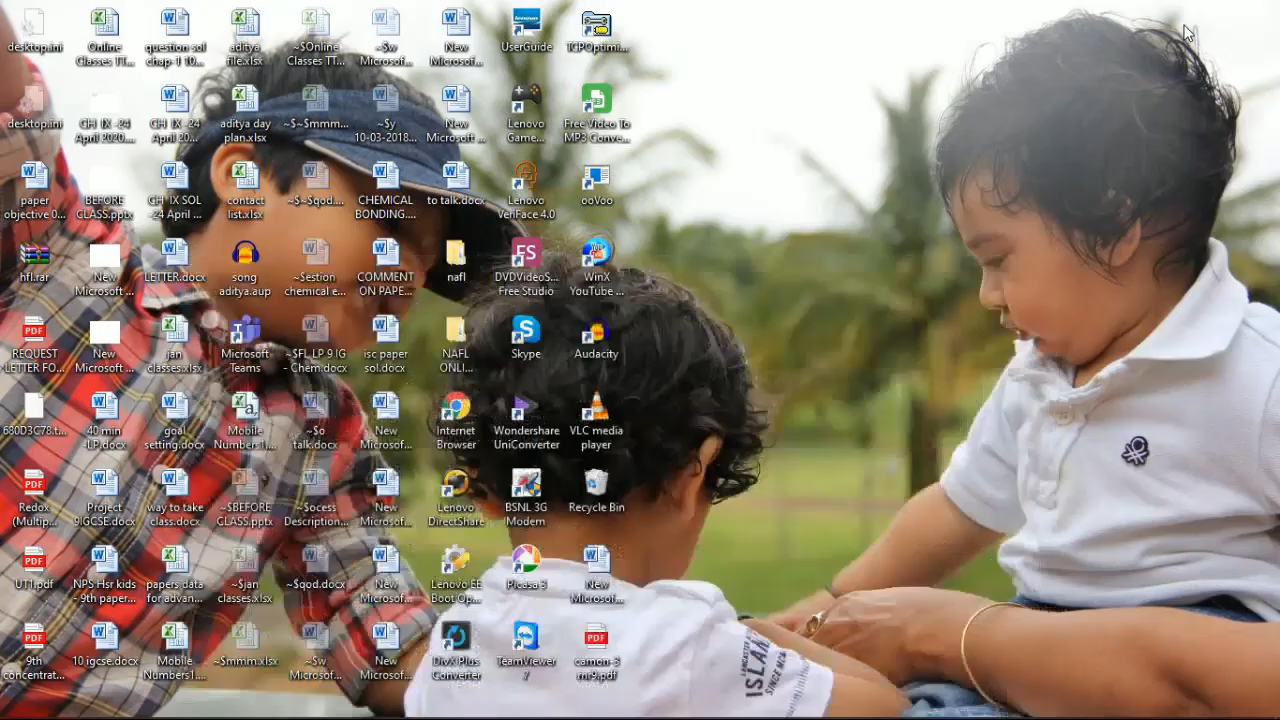 desktop.ini
Online
Classes TT...
question sol
chap-1 10...
aditya
file.xlsx
~$Online
Classes TT...
~$w
Microsof...
New
Microsof...
UserGuide
TCPOptimi...
desktop.ini
CH IX -24
April 2020....
CH IX -24
April 20...
aditya day
plan.xlsx
~$~$mmm...
~$y
10-03-2018...
New
Microsoft ...
Lenovo
Game...
Free Video To
MP3 Conve...
paper
objective 0...
BEFORE
CLASS.pptx
CH IX SOL
-24 April ...
contact
list.xlsx
~$~$qod....
CHEMICAL
BONDING....
to talk.docx
Lenovo
VeriFace 4.0
ooVoo
hfl.rar
New
Microsoft ...
LETTER.docx
song
aditya.aup
~$estion
chemical e...
COMMENT
ON PAPE...
nafl
DVDVideoS...
Free Studio
WinX
YouTube ...
REQUEST
LETTER FO...
New
Microsoft ...
jan
classes.xlsx
Microsoft
Teams
~$FL LP 9 IG
- Chem.docx
isc paper
sol.docx
NAFL
ONLI...
Skype
Audacity
680D3C78.t...
40 min
-LP.docx
goal
setting.docx
Mobile
Numbers1....
~$o
talk.docx
New
Microsof...
Internet
Browser
Wondershare
UniConverter
VLC media
player
Redox
(Multip...
Project
9IGCSE.docx
way to take
class.docx
~$BEFORE
CLASS.pptx
~$ocess
Description...
New
Microsof...
Lenovo
DirectShare
BSNL 3G
Modem
Recycle Bin
UT1.pdf
NPS Hsr kids
- 9th paper...
papers data
for advan...
~$jan
classes.xlsx
~$qod.docx
New
Microsof...
Lenovo EE
Boot Op...
Picasa 3
New
Microsof...
9th
concentrat...
10 igcse.docx
Mobile
Numbers1....
~$mmm.xlsx
~$w
Microsof...
New
Microsof...
DivX Plus
Converter
TeamViewer
7
ISLAND
SINCE